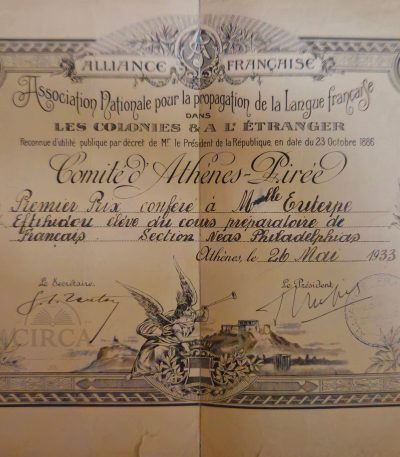 ALLIANCE FRANÇAISE
Association Nationale pour la propagation de la Langue française
DANS
LES COLONIES & A L'ÉTRANGER
Reconnue d'utilité publique par décret de Mr le Président de la République, en date du 23 Octobre 1886
Comité d'Athènes-Pirée
Premier Prix conféré à Melle Euterpe
Eftihidou élève du cours préparatoire de
Français. Section Néas Philadelphias
Athènes, le 26 Mai 1933
Le Secrétaire. Le Président,
CIRCA